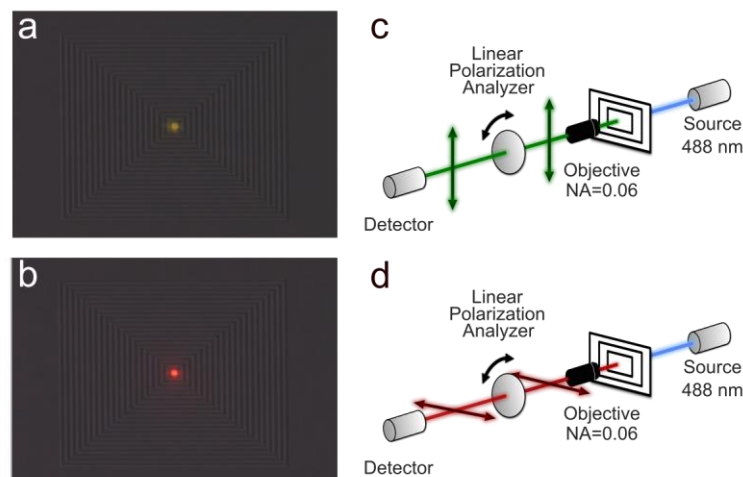 a
c
Linear
Polarization
Analyzer
Source
488 nm
Objective
NA=0.06
Detector
b
d
Linear
Polarization
Analyzer
Source
488 nm
Objective
NA=0.06
Detector